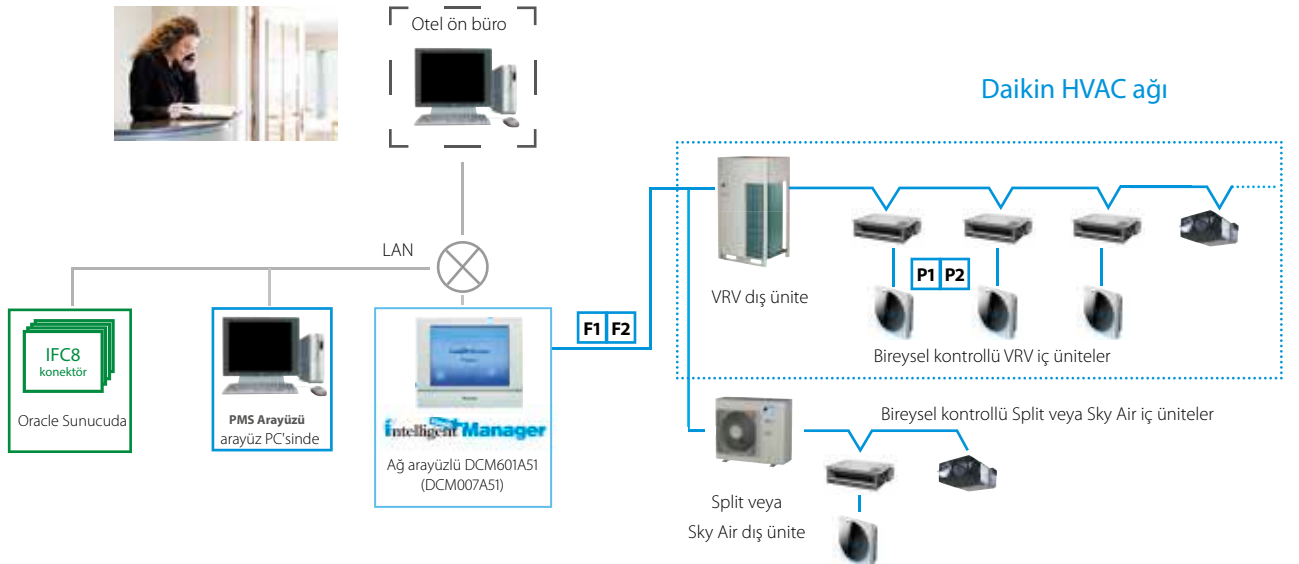 Otel ön büro
Daikin HVAC ağı
LAN
VRV dış ünite
P1 P2
Bireysel kontrollü VRV iç üniteler
F1 F2
IFC8
konektör
Oracle Sunucuda
PMS Arayüzü
arayüz PC'sinde
intelligent Manager
Ağ arayüzlü DCM601A51
(DCM007A51)
Bireysel kontrollü Split veya Sky Air iç üniteler
Split veya
Sky Air dış ünite